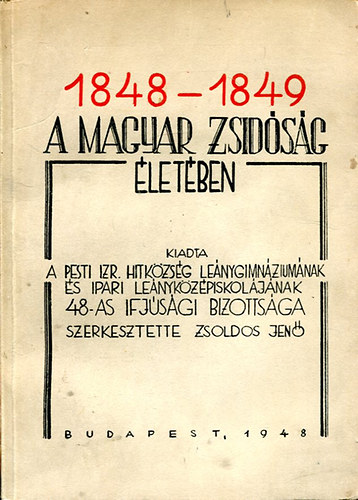 1848-1849
A MAGYAR ZSIDÓSÁG
ÉLETÉBEN
KIADTA
A PESTI IZR. HITKÖZSÉG LEÁNYGIMNÁZIUMÁNAK
ÉS IPARI LEÁNYKÖZÉPISKOLÁJÁNAK
48-AS IFJÚSÁGI BIZOTTSÁGA
SZERKESZTETTE ZSOLDOS JENŐ
BUDAPEST, 1948